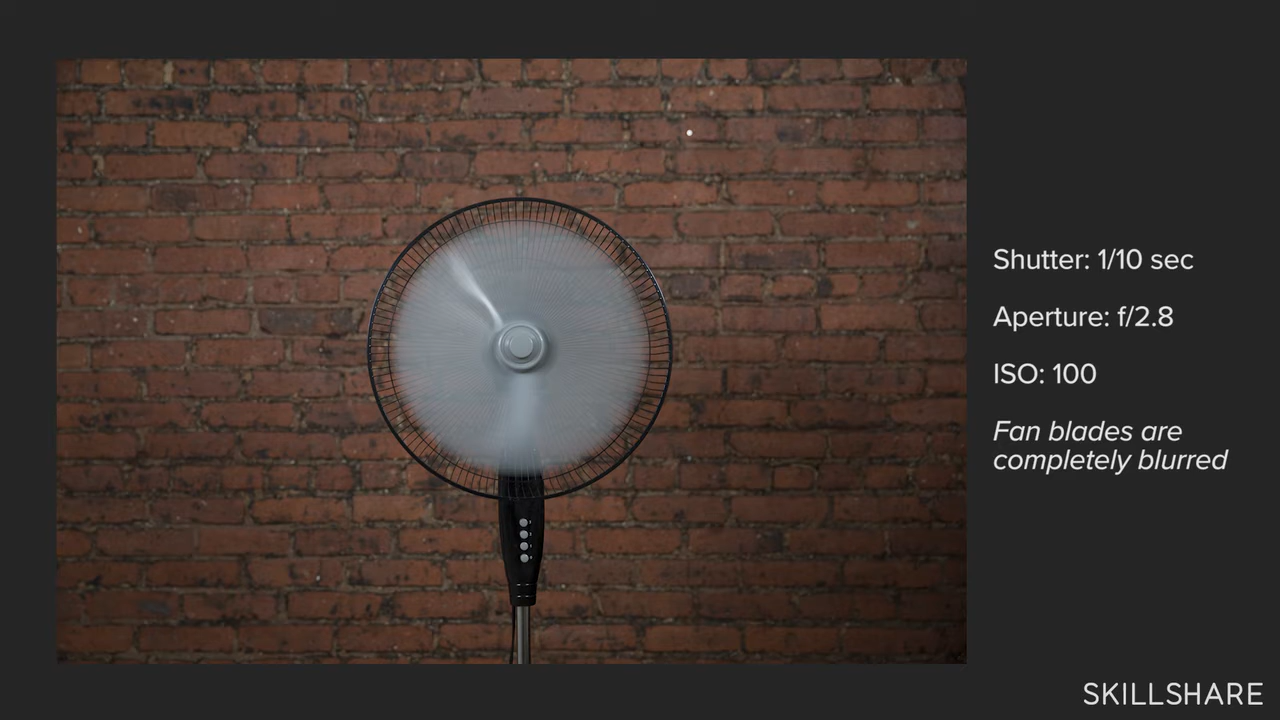 Shutter: 1/10 sec
Aperture: f/2.8
ISO: 100
Fan blades are
completely blurred
SKILLSHARE